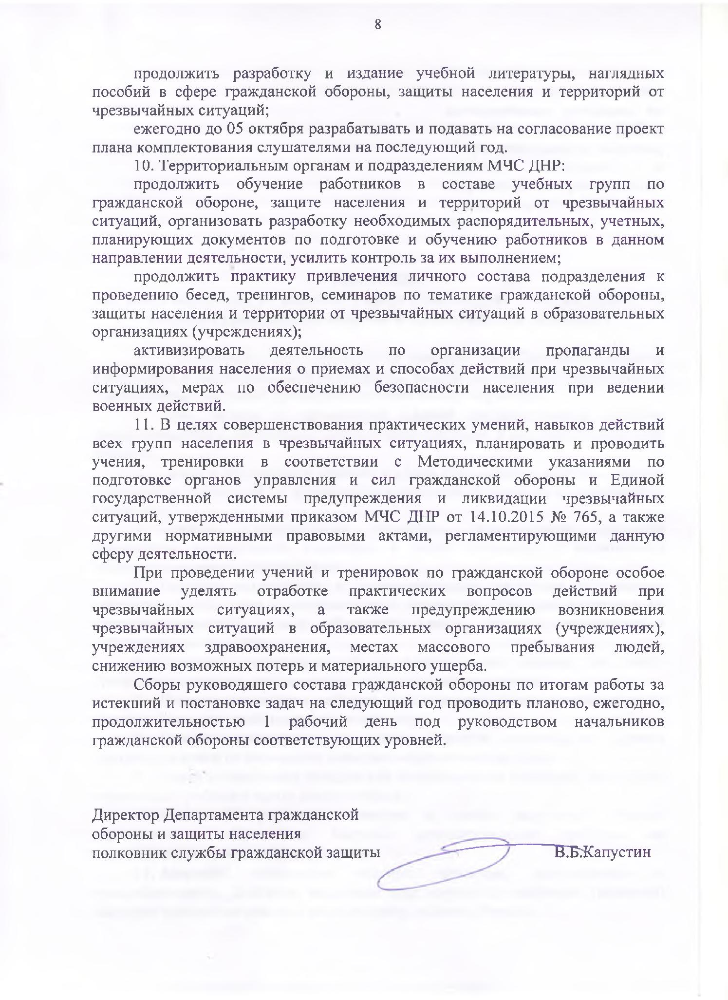 8
продолжить разработку и издание учебной литературы, наглядных
пособий в сфере гражданской обороны, защиты населения и территорий от
чрезвычайных ситуаций;
ежегодно до 05 октября разрабатывать и подавать на согласование проект
плана комплектования слушателями на последующий год.
10. Территориальным органам и подразделениям МЧС ДНР:
продолжить обучение работников в составе учебных групп по
гражданской обороне, защите населения и территорий от чрезвычайных
ситуаций, организовать разработку необходимых распорядительных, учетных,
планирующих документов по подготовке и обучению работников в данном
направлении деятельности, усилить контроль за их выполнением;
продолжить практику привлечения личного состава подразделения к
проведению бесед, тренингов, семинаров по тематике гражданской обороны,
защиты населения и территории от чрезвычайных ситуаций в образовательных
организациях (учреждениях);
активизировать деятельность по организации пропаганды и
информирования населения о приемах и способах действий при чрезвычайных
ситуациях, мерах по обеспечению безопасности населения при ведении
военных действий.
11. В целях совершенствования практических умений, навыков действий
всех групп населения в чрезвычайных ситуациях, планировать и проводить
учения, тренировки в соответствии с Методическими указаниями по
подготовке органов управления и сил гражданской обороны и Единой
государственной системы предупреждения и ликвидации чрезвычайных
ситуаций, утвержденными приказом МЧС ДНР от 14.10.2015 № 765, а также
другими нормативными правовыми актами, регламентирующими данную
сферу деятельности.
При проведении учений и тренировок по гражданской обороне особое
внимание уделять отработке практических вопросов действий при
чрезвычайных ситуациях, а также предупреждению возникновения
чрезвычайных ситуаций в образовательных организациях (учреждениях),
учреждениях здравоохранения, местах массового пребывания людей,
снижению возможных потерь и материального ущерба.
Сборы руководящего состава гражданской обороны по итогам работы за
истекший и постановке задач на следующий год проводить планово, ежегодно,
продолжительностью 1 рабочий день под руководством начальников
гражданской обороны соответствующих уровней.
Директор Департамента гражданской
обороны и защиты населения
полковник службы гражданской защиты В.Б.Капустин